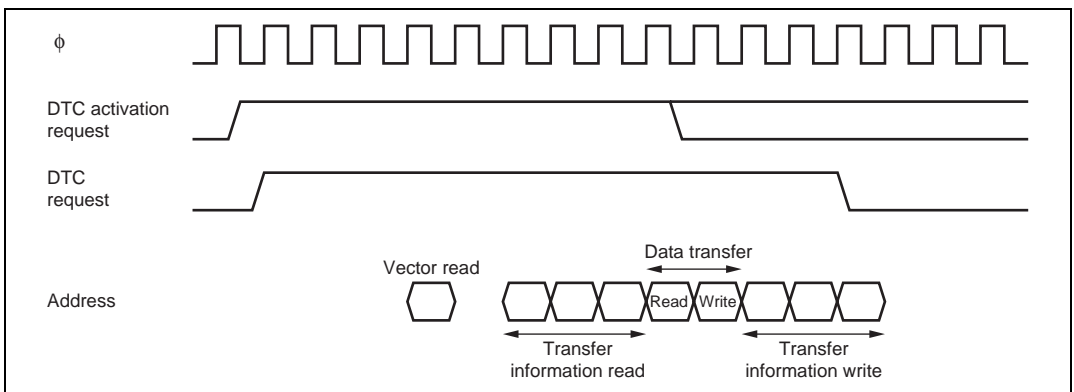 ϕ
DTC activation
request
DTC
request
Data transfer
Vector read
Address
Read
Write
Transfer
information read
Transfer
information write